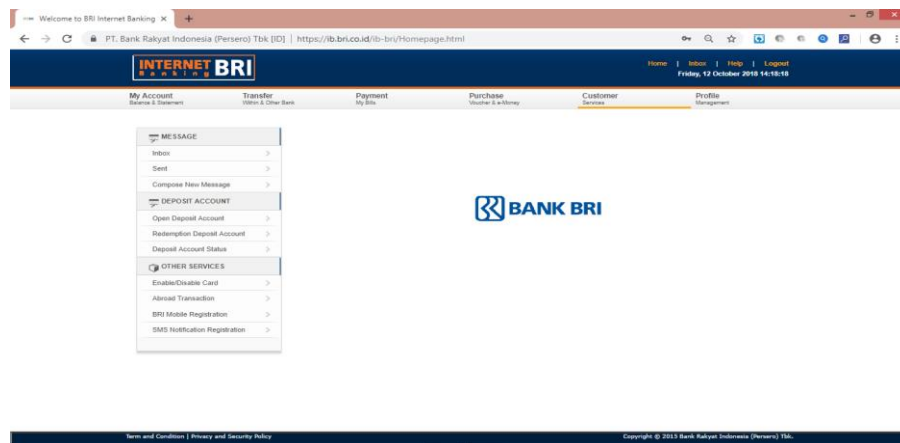 Welcome to BRI Internet Banking
PT. Bank Rakyat Indonesia (Persero) Tbk [ID] | https://ib.bri.co.id/ib-bri/Homepage.html
INTERNET BRI
Banking
Home | Inbox | Help | Logout
Friday, 12 October 2018 14:18:18
My Account Transfer Payment Purchase Customer Profile
Balance & Statement Within & Other Bank My Bills Voucher & e-Money Services Management
MESSAGE
Inbox
Sent
Compose New Message
DEPOSIT ACCOUNT
Open Deposit Account
Redemption Deposit Account
Deposit Account Status
OTHER SERVICES
Enable/Disable Card
Abroad Transaction
BRI Mobile Registration
SMS Notification Registration
BANK BRI
Term and Condition | Privacy and Security Policy
Copyright © 2013 Bank Rakyat Indonesia (Persero) Tbk.